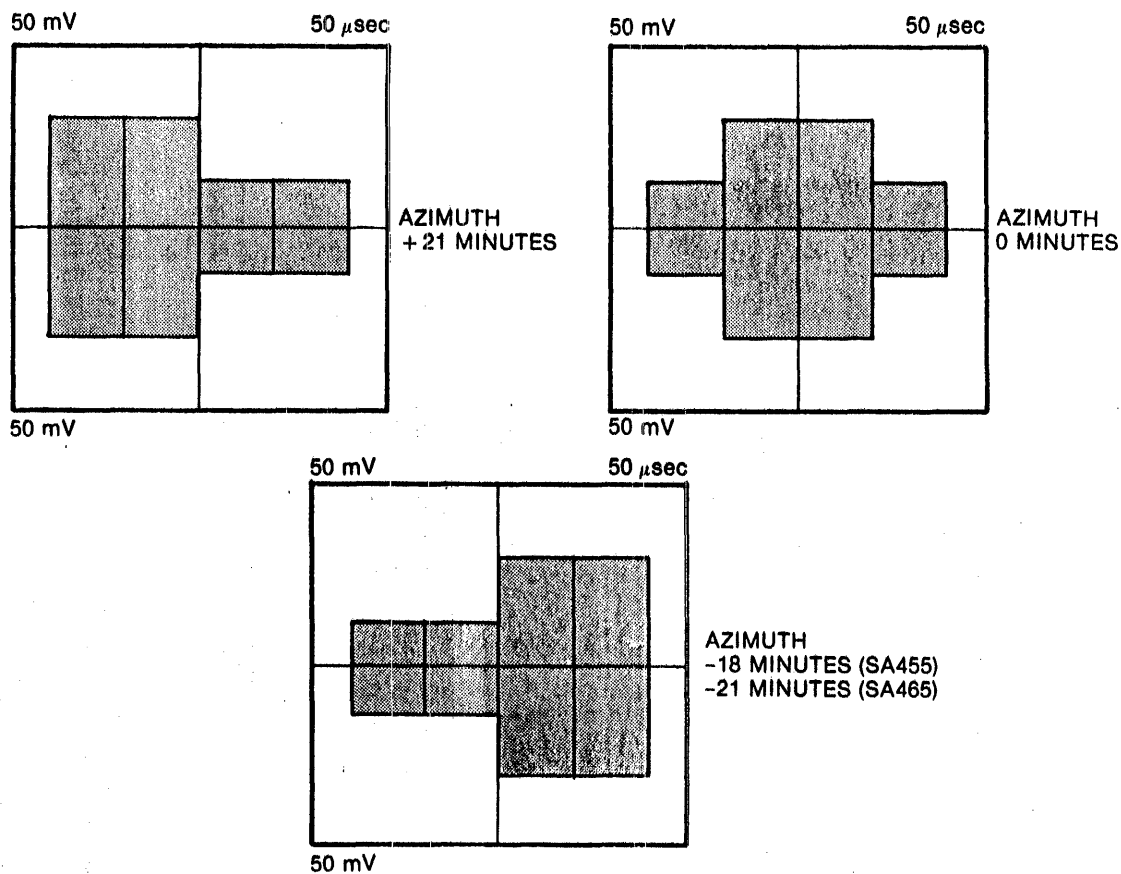 50 mV 50 µsec
50 mV 50 µsec
AZIMUTH
+21 MINUTES
AZIMUTH
0 MINUTES
50 mV
50 mV
50 mV 50 µsec
AZIMUTH
-18 MINUTES (SA455)
-21 MINUTES (SA465)
50 mV